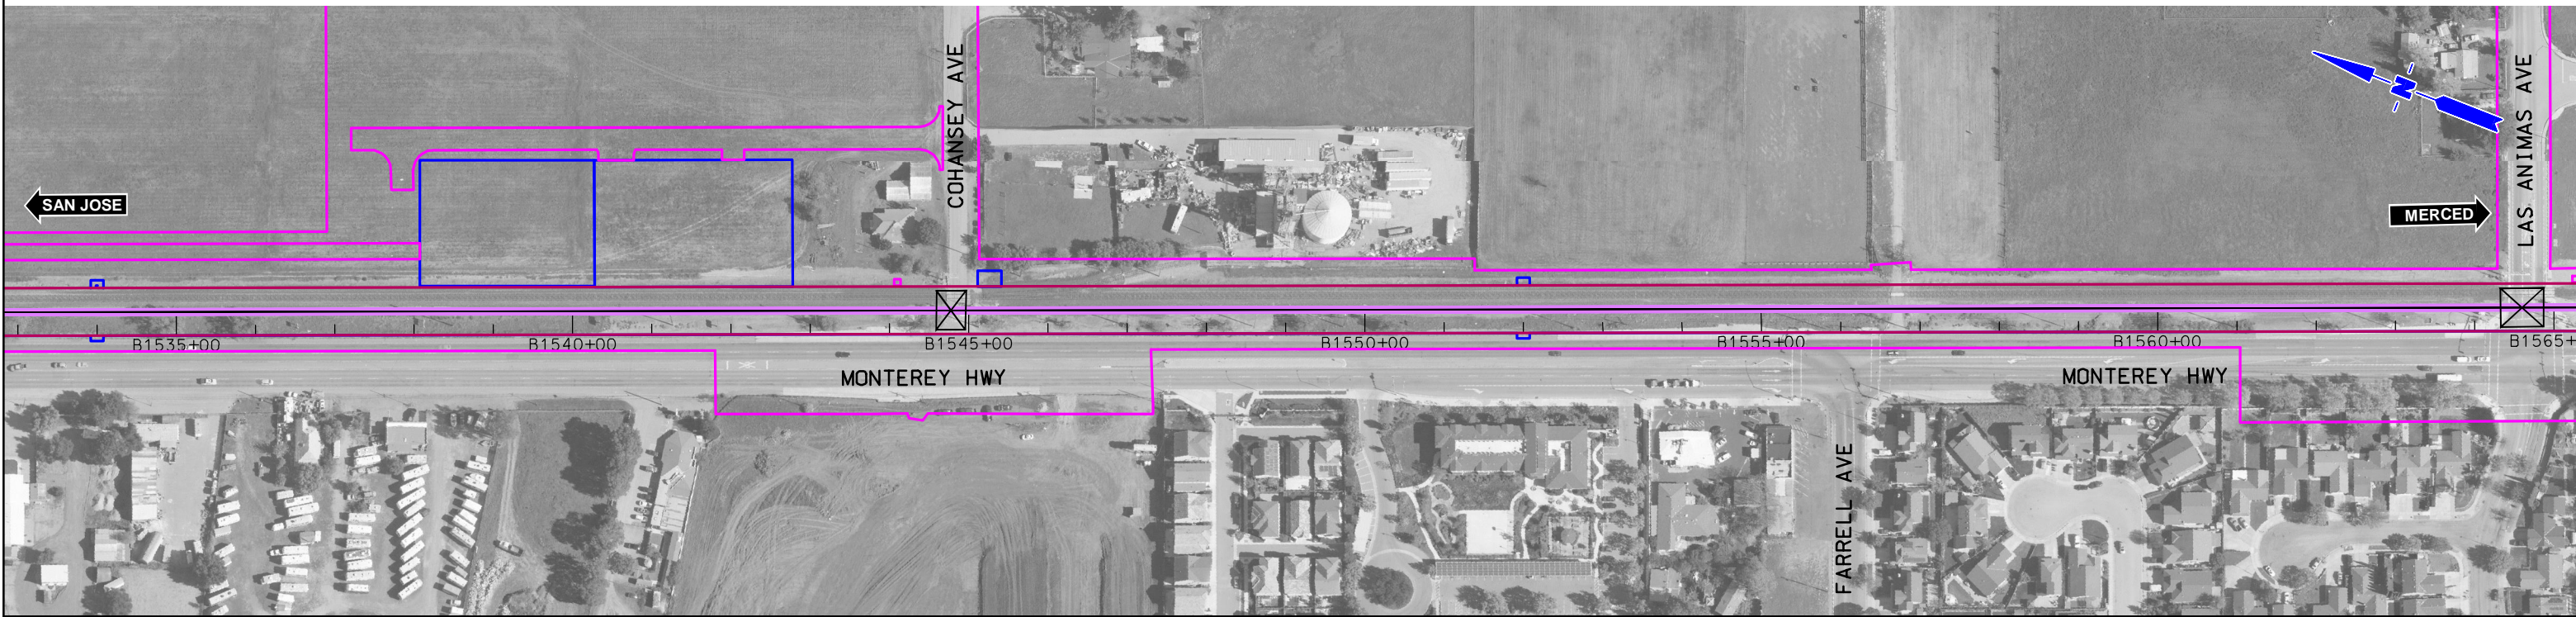 COHANSEY AVE
LAS ANIMAS AVE
N
SAN JOSE
MERCED
B1535+00
B1540+00
B1545+00
B1550+00
B1555+00
B1560+00
B1565+
MONTEREY HWY
MONTEREY HWY
FARRELL AVE